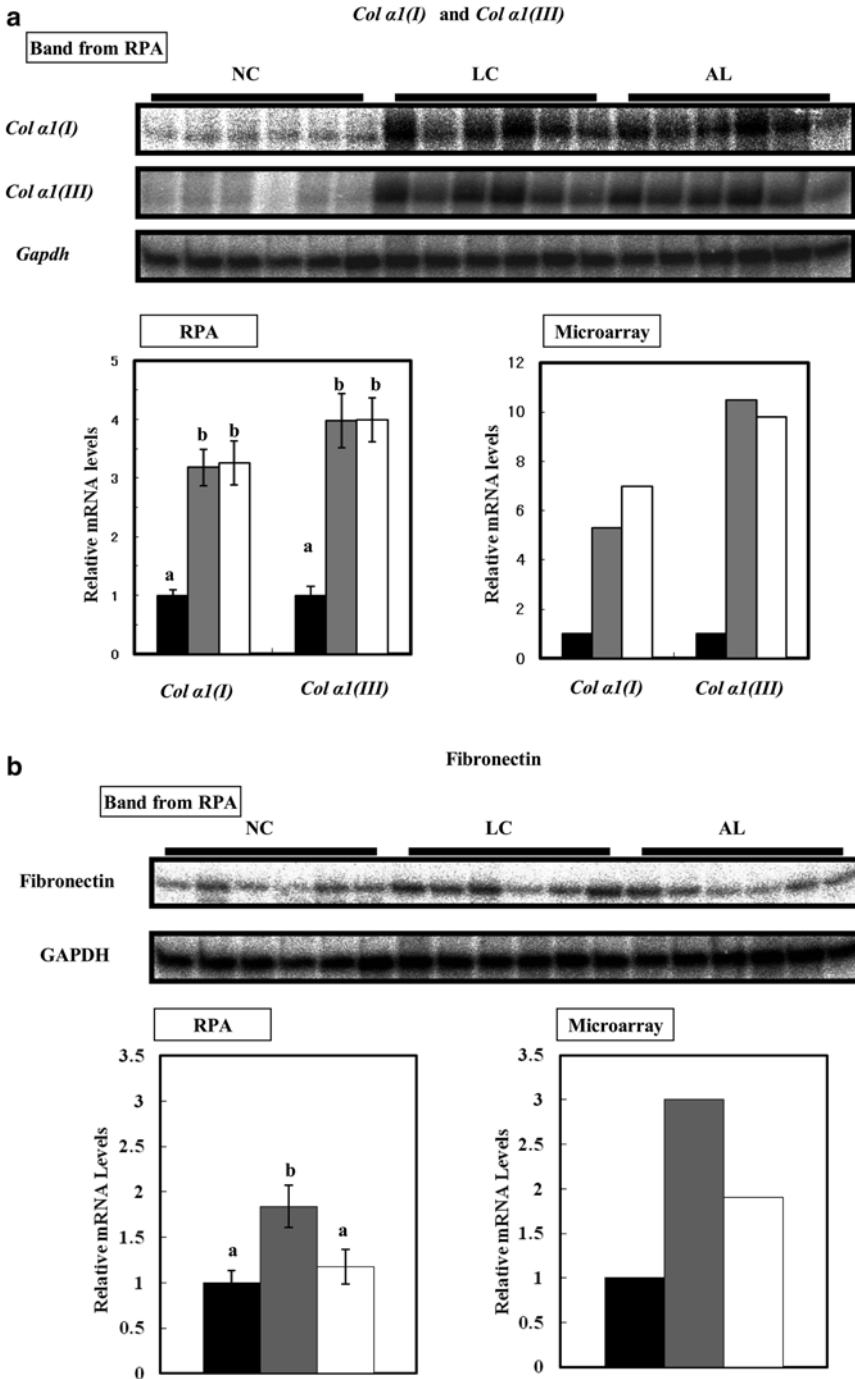 a
Col α1(I) and Col α1(III)
Band from RPA
NC LC AL
Col α1(I)
Col α1(III)
Gapdh
RPA
Relative mRNA levels
5
4
3
2
1
0
a b b
a b b
Col α1(I) Col α1(III)
Microarray
Relative mRNA levels
12
10
8
6
4
2
0
Col α1(I) Col α1(III)
b
Fibronectin
Band from RPA
NC LC AL
Fibronectin
GAPDH
RPA
Relative mRNA Levels
3.5
3
2.5
2
1.5
1
0.5
0
a b a
Microarray
Relative mRNA Levels
3.5
3
2.5
2
1.5
1
0.5
0